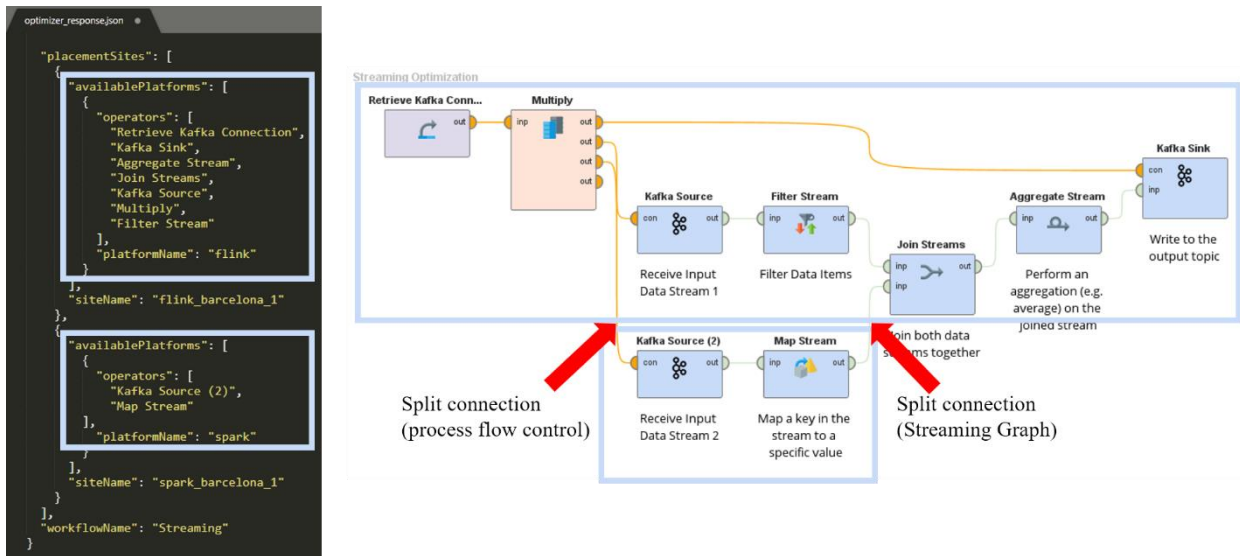 optimizer_response.json
"placementSites": [
{
"availablePlatforms": [
{
"operators": [
"Retrieve Kafka Connection",
"Kafka Sink",
"Aggregate Stream",
"Join Streams",
"Kafka Source",
"Multiply",
"Filter Stream"
],
"platformName": "flink"
}
],
"siteName": "flink_barcelona_1"
},
{
"availablePlatforms": [
{
"operators": [
"Kafka Source (2)",
"Map Stream"
],
"platformName": "spark"
}
],
"siteName": "spark_barcelona_1"
}
],
"workflowName": "Streaming"
}
Streaming Optimization
Retrieve Kafka Conn...
out
Multiply
inp
out
out
out
out
Kafka Source
con
out
Receive Input
Data Stream 1
Filter Stream
inp
out
Filter Data Items
Join Streams
inp
inp
out
Join both data
streams together
Aggregate Stream
inp
out
Perform an
aggregation (e.g.
average) on the
joined stream
Kafka Sink
con
inp
Write to the
output topic
Kafka Source (2)
con
out
Receive Input
Data Stream 2
Map Stream
inp
out
Map a key in the
stream to a
specific value
Split connection
(process flow control)
Split connection
(Streaming Graph)